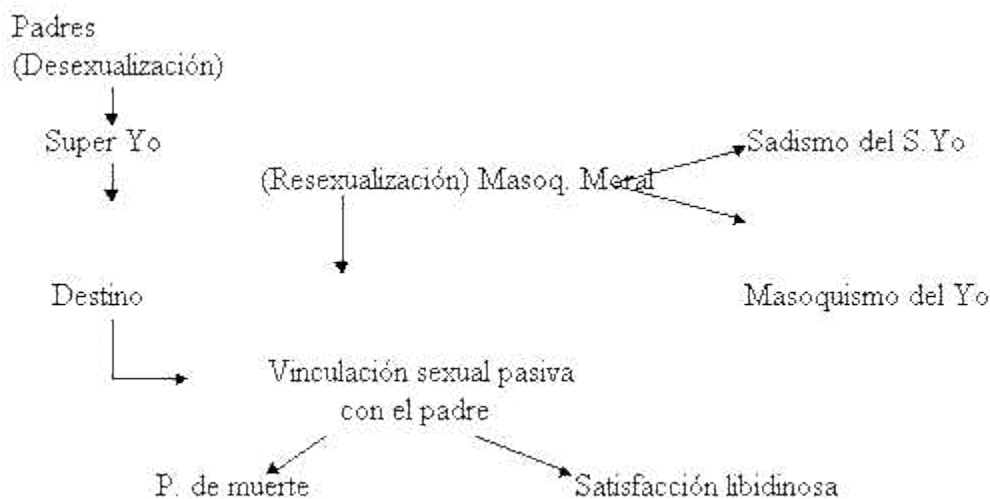 Padres
(Desexualización)
Super Yo
Sadismo del S.Yo
(Resexualización) Masoq. Moral
Destino
Masoquismo del Yo
Vinculación sexual pasiva
con el padre
P. de muerte
Satisfacción libidinosa